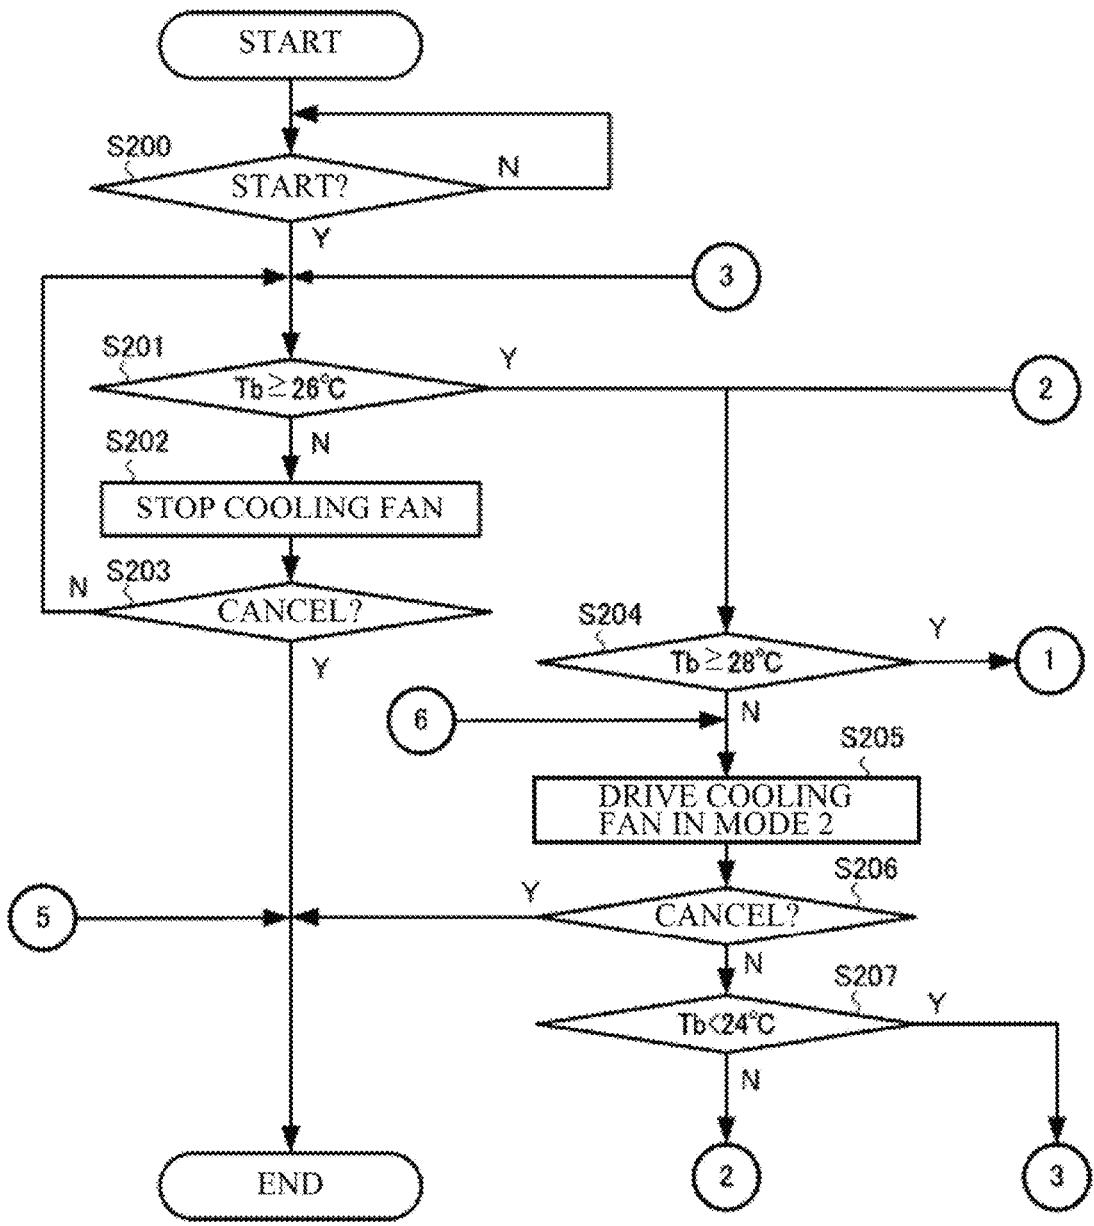 START
S200
START?
N
Y
3
S201
Tb≧26°C
Y
2
N
S202
STOP COOLING FAN
S203
N
CANCEL?
Y
S204
Tb≧28°C
Y
1
N
6
S205
DRIVE COOLING
FAN IN MODE 2
S206
Y
CANCEL?
5
N
S207
Tb<24°C
Y
N
END
2
3